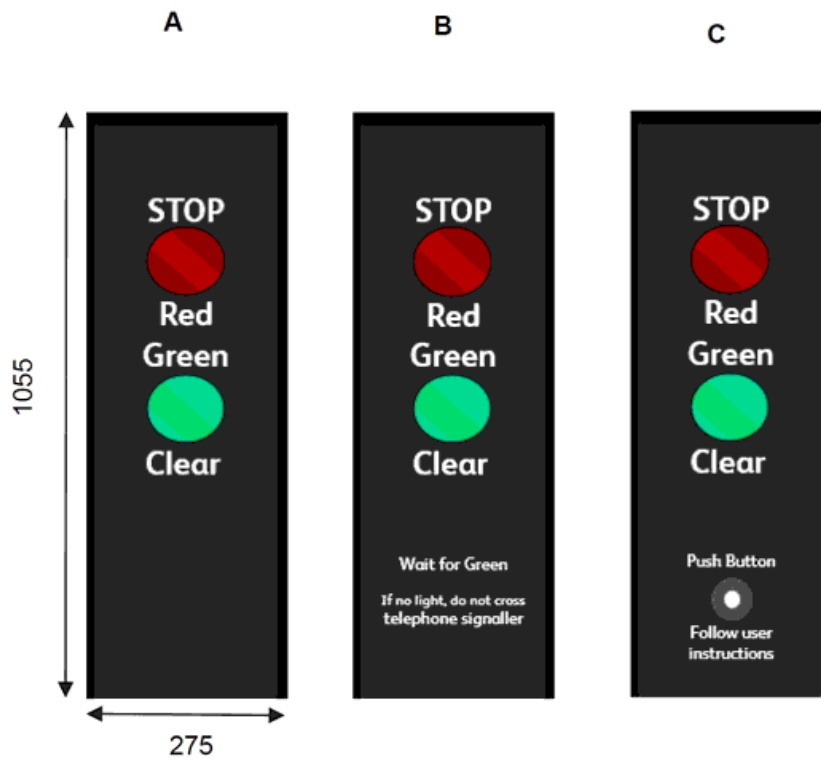 A
B
C
STOP
Red
Green
Clear
STOP
Red
Green
Clear
Wait for Green
If no light, do not cross
telephone signaller
STOP
Red
Green
Clear
Push Button
Follow user
instructions
1055
275